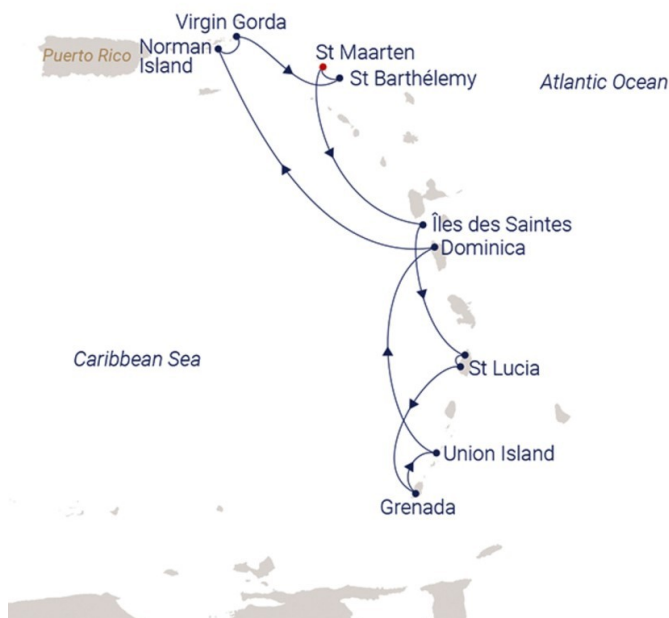 Virgin Gorda
Puerto Rico
Norman
Island
St Maarten
St Barthélemy
Atlantic Ocean
Îles des Saintes
Dominica
Caribbean Sea
St Lucia
Union Island
Grenada